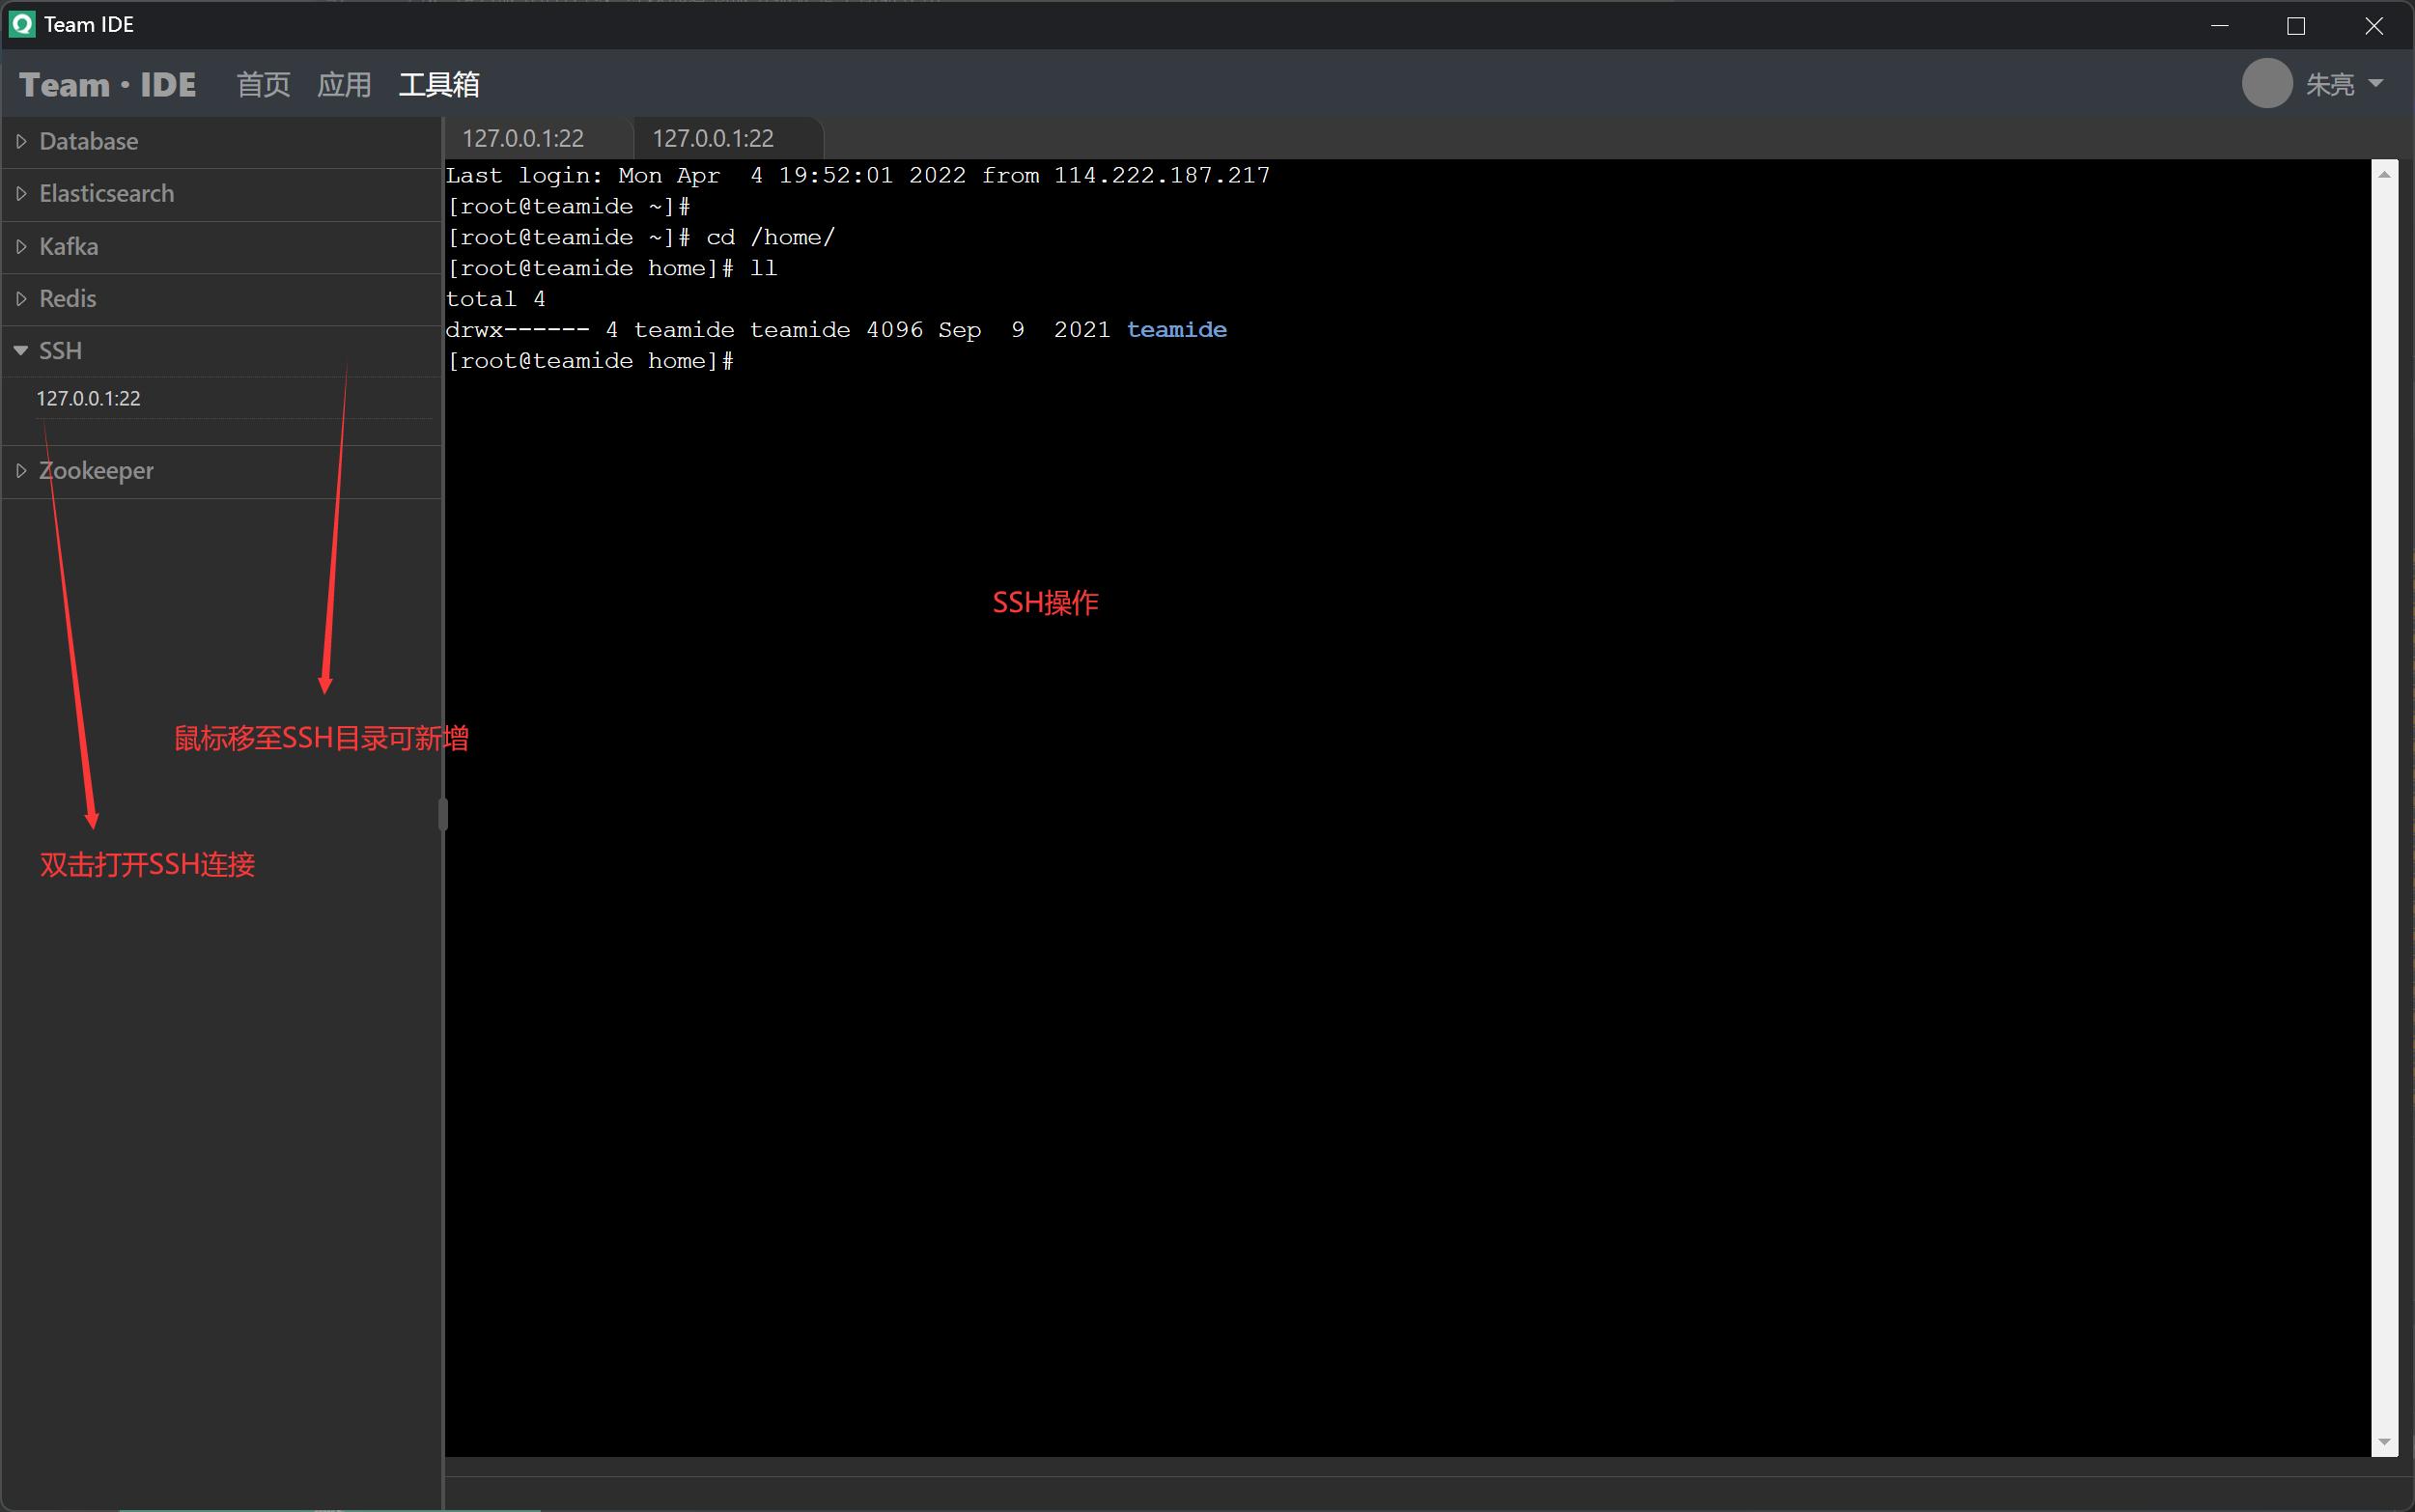 Team IDE
Team · IDE 首页 应用 工具箱 朱亮
Database
Elasticsearch
Kafka
Redis
SSH
127.0.0.1:22
Zookeeper
127.0.0.1:22 127.0.0.1:22
Last login: Mon Apr  4 19:52:01 2022 from 114.222.187.217
[root@teamide ~]#
[root@teamide ~]# cd /home/
[root@teamide home]# ll
total 4
drwx------ 4 teamide teamide 4096 Sep  9  2021 teamide
[root@teamide home]#
SSH操作
鼠标移至SSH目录可新增
双击打开SSH连接